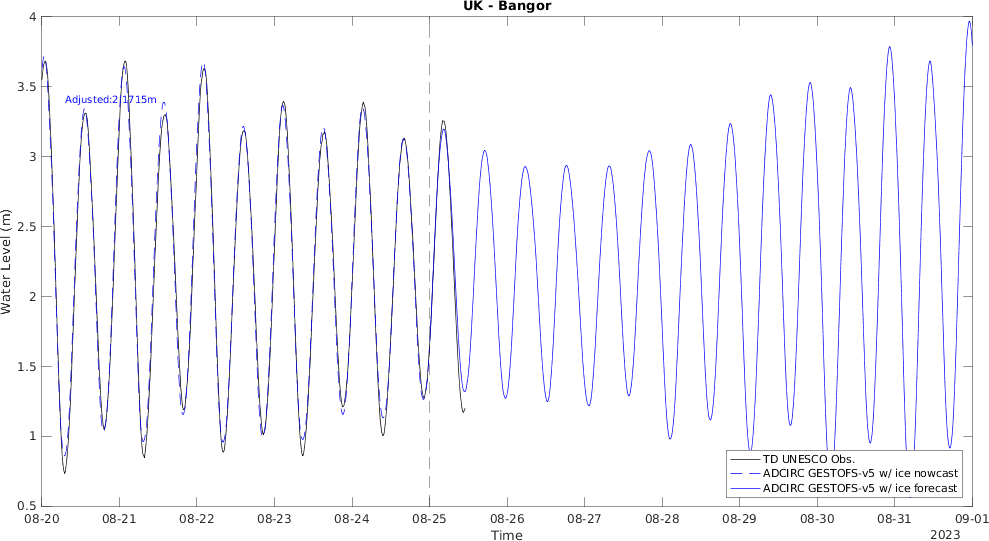 UK - Bangor
4
3.5
3
2.5
2
1.5
1
0.5
Water Level (m)
Adjusted:2.1715m
TD UNESCO Obs.
ADCIRC GESTOFS-v5 w/ ice nowcast
ADCIRC GESTOFS-v5 w/ ice forecast
08-20 08-21 08-22 08-23 08-24 08-25 08-26 08-27 08-28 08-29 08-30 08-31 09-01
Time
2023